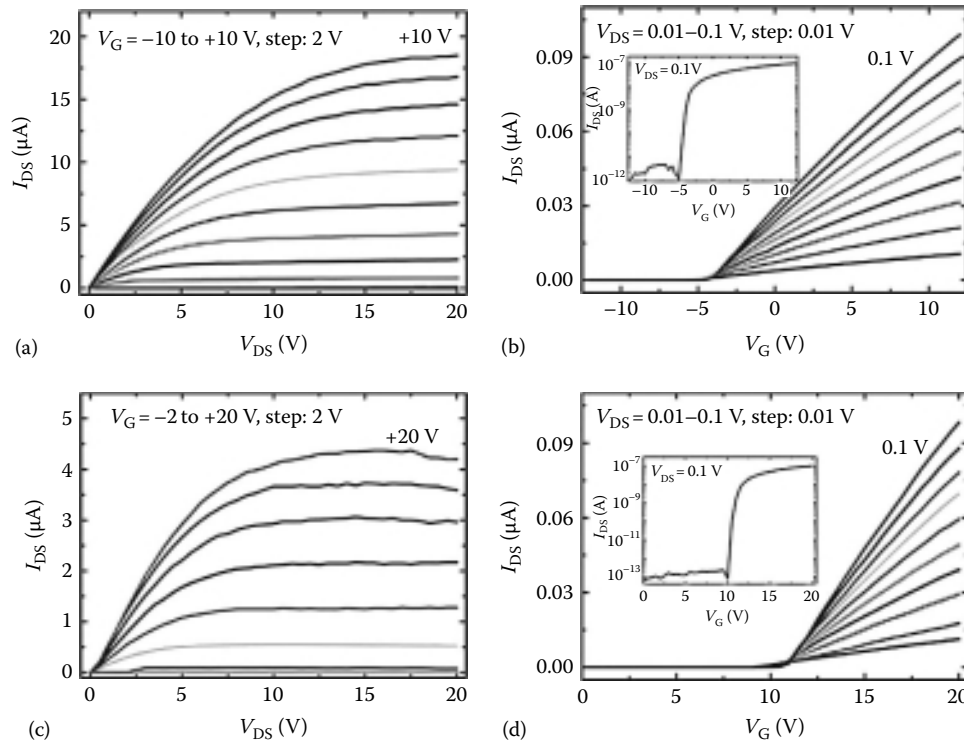 V_G = −10 to +10 V, step: 2 V
+10 V
20
15
10
5
0
I_DS (μA)
0 5 10 15 20
V_DS (V)
(a)
V_DS = 0.01–0.1 V, step: 0.01 V
0.1 V
0.09
0.06
0.03
0.00
I_DS (μA)
−10 −5 0 5 10
V_G (V)
V_DS = 0.1 V
10⁻⁷
10⁻⁹
10⁻¹²
I_DS (A)
−10 −5 0 5 10
V_G (V)
(b)
V_G = −2 to +20 V, step: 2 V
+20 V
5
4
3
2
1
0
I_DS (μA)
0 5 10 15 20
V_DS (V)
(c)
V_DS = 0.01–0.1 V, step: 0.01 V
0.1 V
0.09
0.06
0.03
0.00
I_DS (μA)
0 5 10 15 20
V_G (V)
V_DS = 0.1 V
10⁻⁷
10⁻⁹
10⁻¹¹
10⁻¹³
I_DS (A)
0 5 10 15 20
V_G (V)
(d)